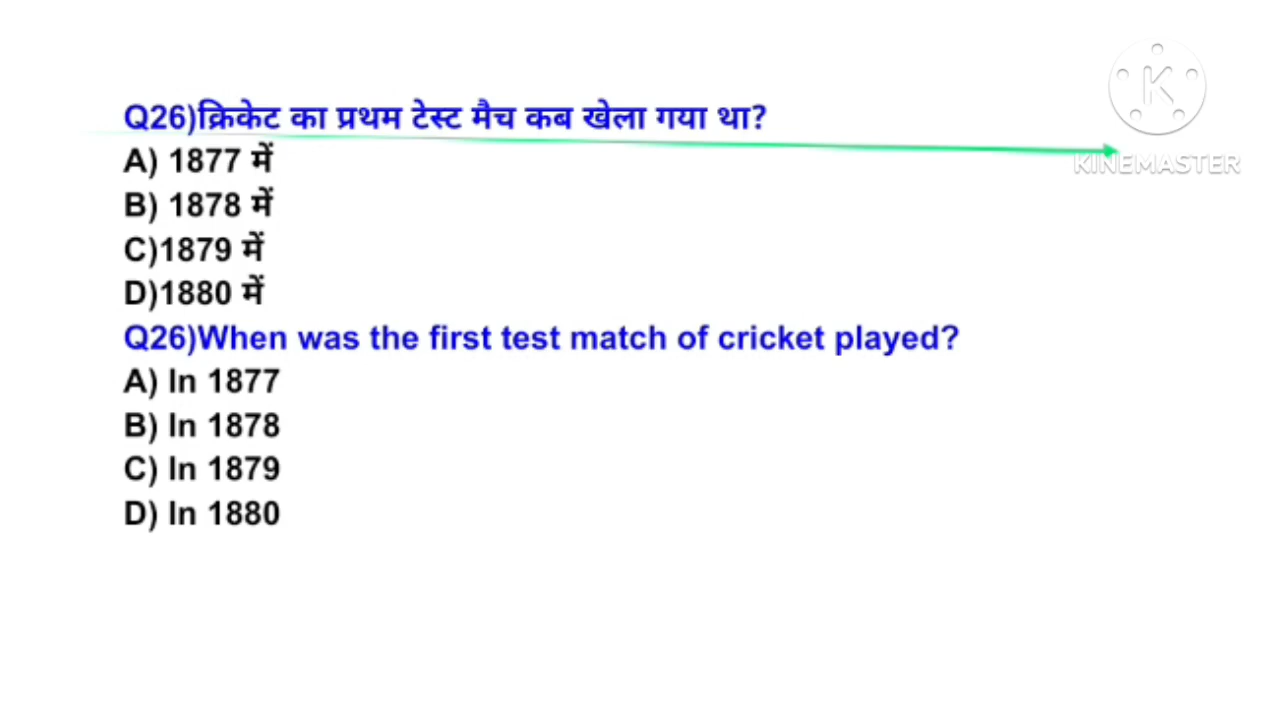 Q26)क्रिकेट का प्रथम टेस्ट मैच कब खेला गया था?
A) 1877 में
B) 1878 में
C)1879 में
D)1880 में
Q26)When was the first test match of cricket played?
A) In 1877
B) In 1878
C) In 1879
D) In 1880
K
KINEMASTER